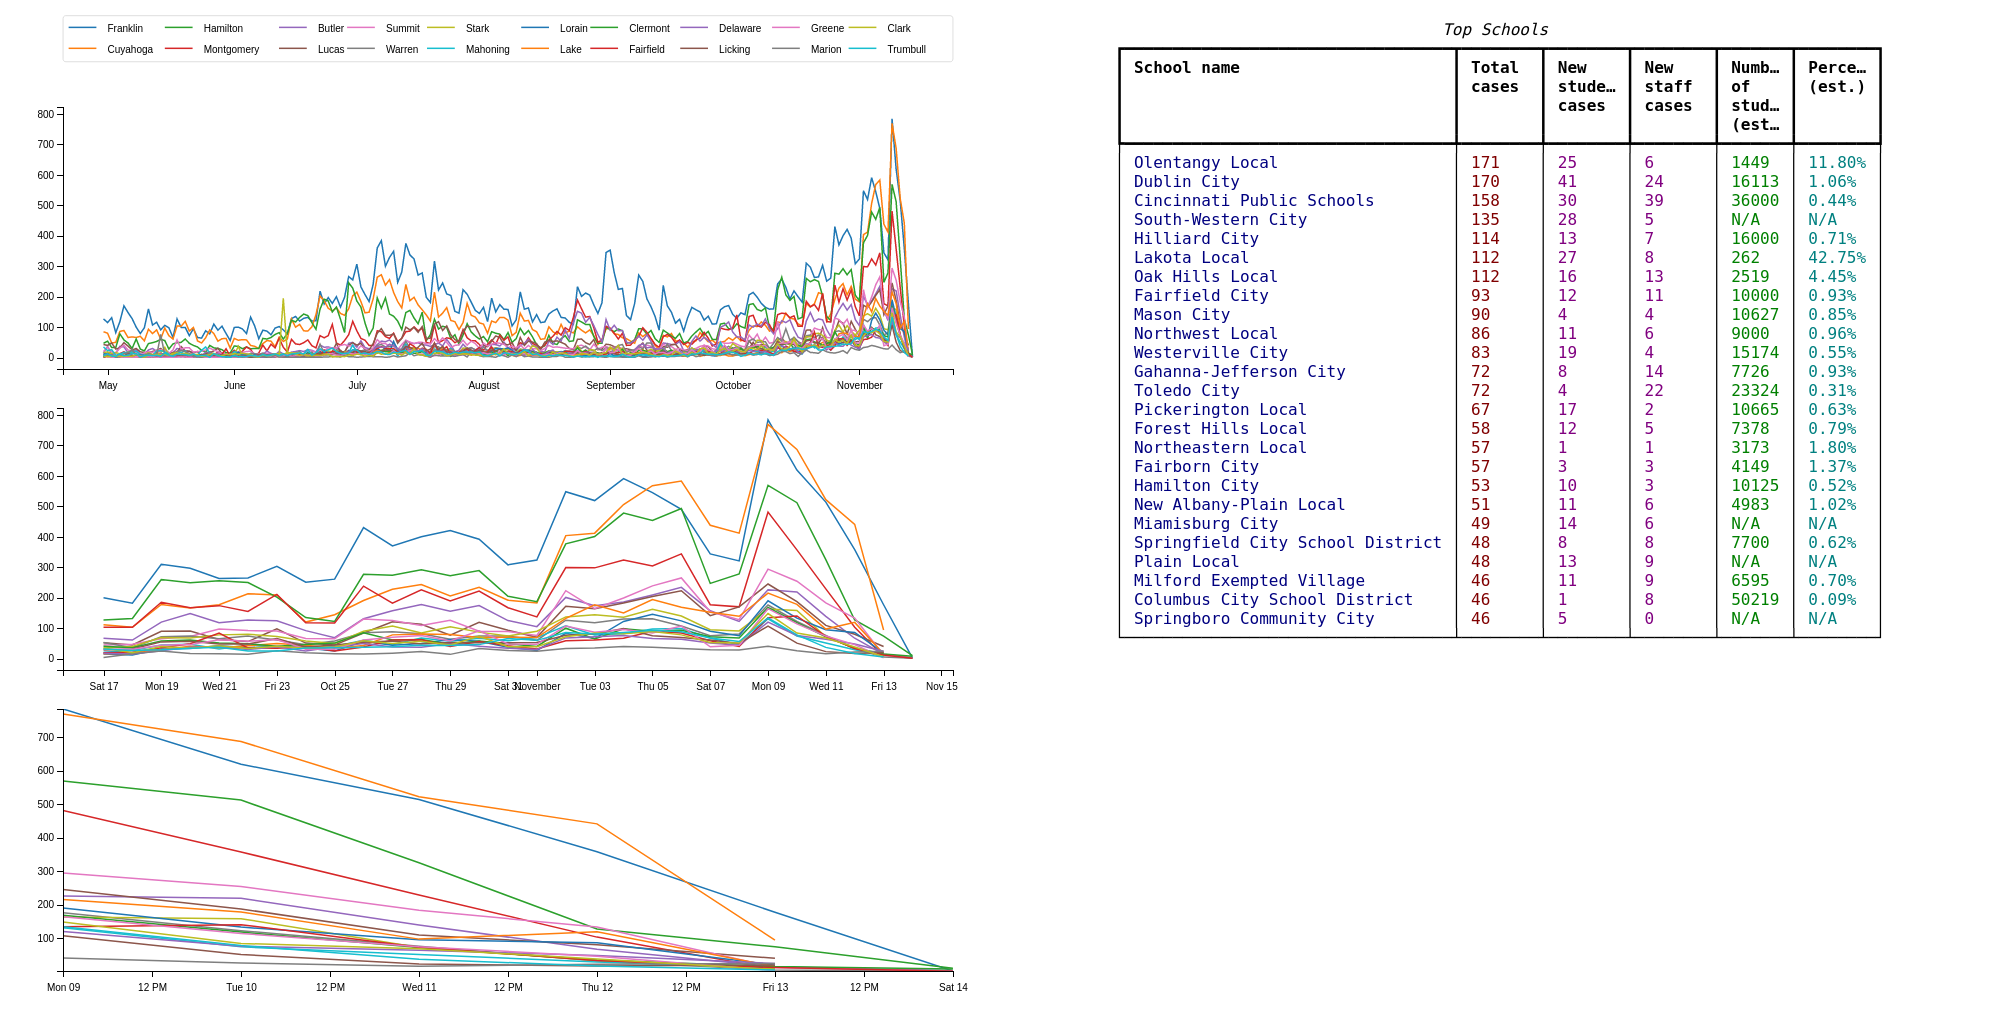 Franklin Hamilton Butler Summit Stark Lorain Clermont Delaware Greene Clark
Cuyahoga Montgomery Lucas Warren Mahoning Lake Fairfield Licking Marion Trumbull
800
700
600
500
400
300
200
100
0
May June July August September October November
800
700
600
500
400
300
200
100
0
Sat 17 Mon 19 Wed 21 Fri 23 Oct 25 Tue 27 Thu 29 Sat 31 November Tue 03 Thu 05 Sat 07 Mon 09 Wed 11 Fri 13 Nov 15
700
600
500
400
300
200
100
Mon 09 12 PM Tue 10 12 PM Wed 11 12 PM Thu 12 12 PM Fri 13 12 PM Sat 14
Top Schools
School name Total New New Numb… Perce…
cases stude… staff of (est.)
cases cases stud…
(est…
Olentangy Local 171 25 6 1449 11.80%
Dublin City 170 41 24 16113 1.06%
Cincinnati Public Schools 158 30 39 36000 0.44%
South-Western City 135 28 5 N/A N/A
Hilliard City 114 13 7 16000 0.71%
Lakota Local 112 27 8 262 42.75%
Oak Hills Local 112 16 13 2519 4.45%
Fairfield City 93 12 11 10000 0.93%
Mason City 90 4 4 10627 0.85%
Northwest Local 86 11 6 9000 0.96%
Westerville City 83 19 4 15174 0.55%
Gahanna-Jefferson City 72 8 14 7726 0.93%
Toledo City 72 4 22 23324 0.31%
Pickerington Local 67 17 2 10665 0.63%
Forest Hills Local 58 12 5 7378 0.79%
Northeastern Local 57 1 1 3173 1.80%
Fairborn City 57 3 3 4149 1.37%
Hamilton City 53 10 3 10125 0.52%
New Albany-Plain Local 51 11 6 4983 1.02%
Miamisburg City 49 14 6 N/A N/A
Springfield City School District 48 8 8 7700 0.62%
Plain Local 48 13 9 N/A N/A
Milford Exempted Village 46 11 9 6595 0.70%
Columbus City School District 46 1 8 50219 0.09%
Springboro Community City 46 5 0 N/A N/A